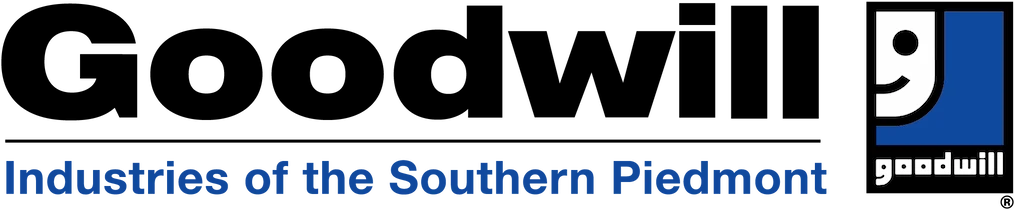 Goodwill
Industries of the Southern Piedmont
goodwill
®